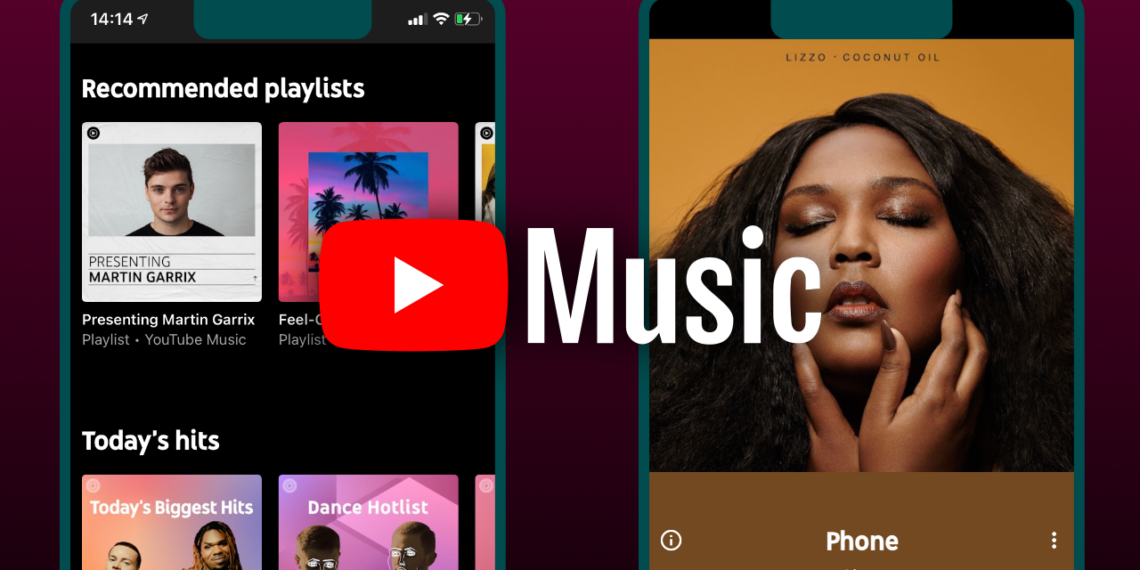 14:14
Recommended playlists
PRESENTING
MARTIN GARRIX
Presenting Martin Garrix
Playlist • YouTube Music
Feel-
Playlist
Today's hits
Today's Biggest Hits
Dance Hotlist
Music
LIZZO · COCONUT OIL
Phone